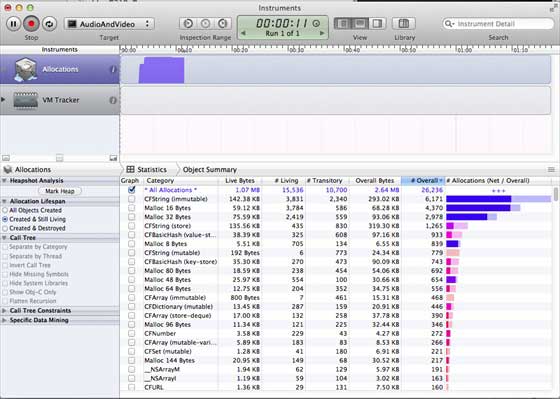 Instruments
AudioAndVideo
00:00:11
Run 1 of 1
Instrument Detail
Stop
Target
Inspection Range
View
Library
Search
Instruments
00:00
00:10
00:20
00:30
00:40
00:50
01:00
01:10
Allocations
VM Tracker
Allocations
Statistics
Object Summary
Heapshot Analysis
Mark Heap
Allocation Lifespan
All Objects Created
Created & Still Living
Created & Destroyed
Call Tree
Separate by Category
Separate by Thread
Invert Call Tree
Hide Missing Symbols
Hide System Libraries
Show Obj-C Only
Flatten Recursion
Call Tree Constraints
Specific Data Mining
Graph Category Live Bytes # Living # Transitory Overall Bytes # Overall # Allocations (Net / Overall)
* All Allocations * 1.07 MB 15,536 10,700 2.64 MB 26,236 +++
CFString (immutable) 142.38 KB 3,831 2,340 293.02 KB 6,171
Malloc 16 Bytes 59.12 KB 3,784 586 68.28 KB 4,370
Malloc 32 Bytes 75.59 KB 2,419 559 93.06 KB 2,978
CFString (store) 135.56 KB 435 830 319.30 KB 1,265
CFBasicHash (value-st... 38.39 KB 325 608 97.16 KB 933
Malloc 8 Bytes 5.51 KB 705 134 6.55 KB 839
CFString (mutable) 192 Bytes 6 773 24.34 KB 779
CFBasicHash (key-store) 35.30 KB 270 473 90.00 KB 743
Malloc 80 Bytes 18.59 KB 238 454 54.06 KB 692
Malloc 48 Bytes 25.97 KB 554 100 30.66 KB 654
Malloc 64 Bytes 12.75 KB 204 352 34.75 KB 556
CFArray (immutable) 800 Bytes 7 461 15.31 KB 468
CFDictionary (mutable) 13.45 KB 287 159 20.91 KB 446
CFArray (store-deque) 17.00 KB 132 258 37.78 KB 390
Malloc 96 Bytes 11.34 KB 121 225 32.44 KB 346
CFNumber 3.58 KB 229 43 4.27 KB 272
CFArray (mutable-vari... 5.89 KB 183 83 8.53 KB 266
CFSet (mutable) 1.28 KB 41 180 6.91 KB 221
Malloc 144 Bytes 20.95 KB 149 68 30.52 KB 217
__NSArrayM 1.94 KB 62 129 5.97 KB 191
__NSArrayI 1.19 KB 59 104 3.02 KB 163
CFURL 1.36 KB 29 131 7.50 KB 160